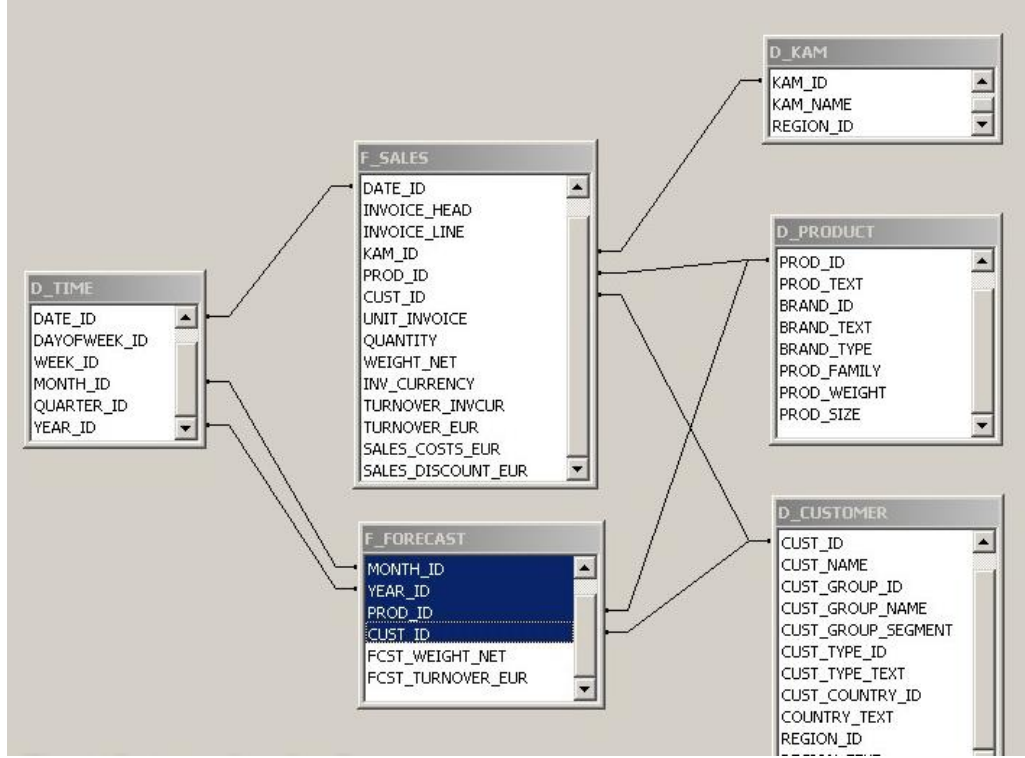 D_KAM
KAM_ID
KAM_NAME
REGION_ID
F_SALES
DATE_ID
INVOICE_HEAD
INVOICE_LINE
KAM_ID
PROD_ID
CUST_ID
UNIT_INVOICE
QUANTITY
WEIGHT_NET
INV_CURRENCY
TURNOVER_INVCUR
TURNOVER_EUR
SALES_COSTS_EUR
SALES_DISCOUNT_EUR
D_PRODUCT
PROD_ID
PROD_TEXT
BRAND_ID
BRAND_TEXT
BRAND_TYPE
PROD_FAMILY
PROD_WEIGHT
PROD_SIZE
D_TIME
DATE_ID
DAYOFWEEK_ID
WEEK_ID
MONTH_ID
QUARTER_ID
YEAR_ID
F_FORECAST
MONTH_ID
YEAR_ID
PROD_ID
CUST_ID
FCST_WEIGHT_NET
FCST_TURNOVER_EUR
D_CUSTOMER
CUST_ID
CUST_NAME
CUST_GROUP_ID
CUST_GROUP_NAME
CUST_GROUP_SEGMENT
CUST_TYPE_ID
CUST_TYPE_TEXT
CUST_COUNTRY_ID
COUNTRY_TEXT
REGION_ID